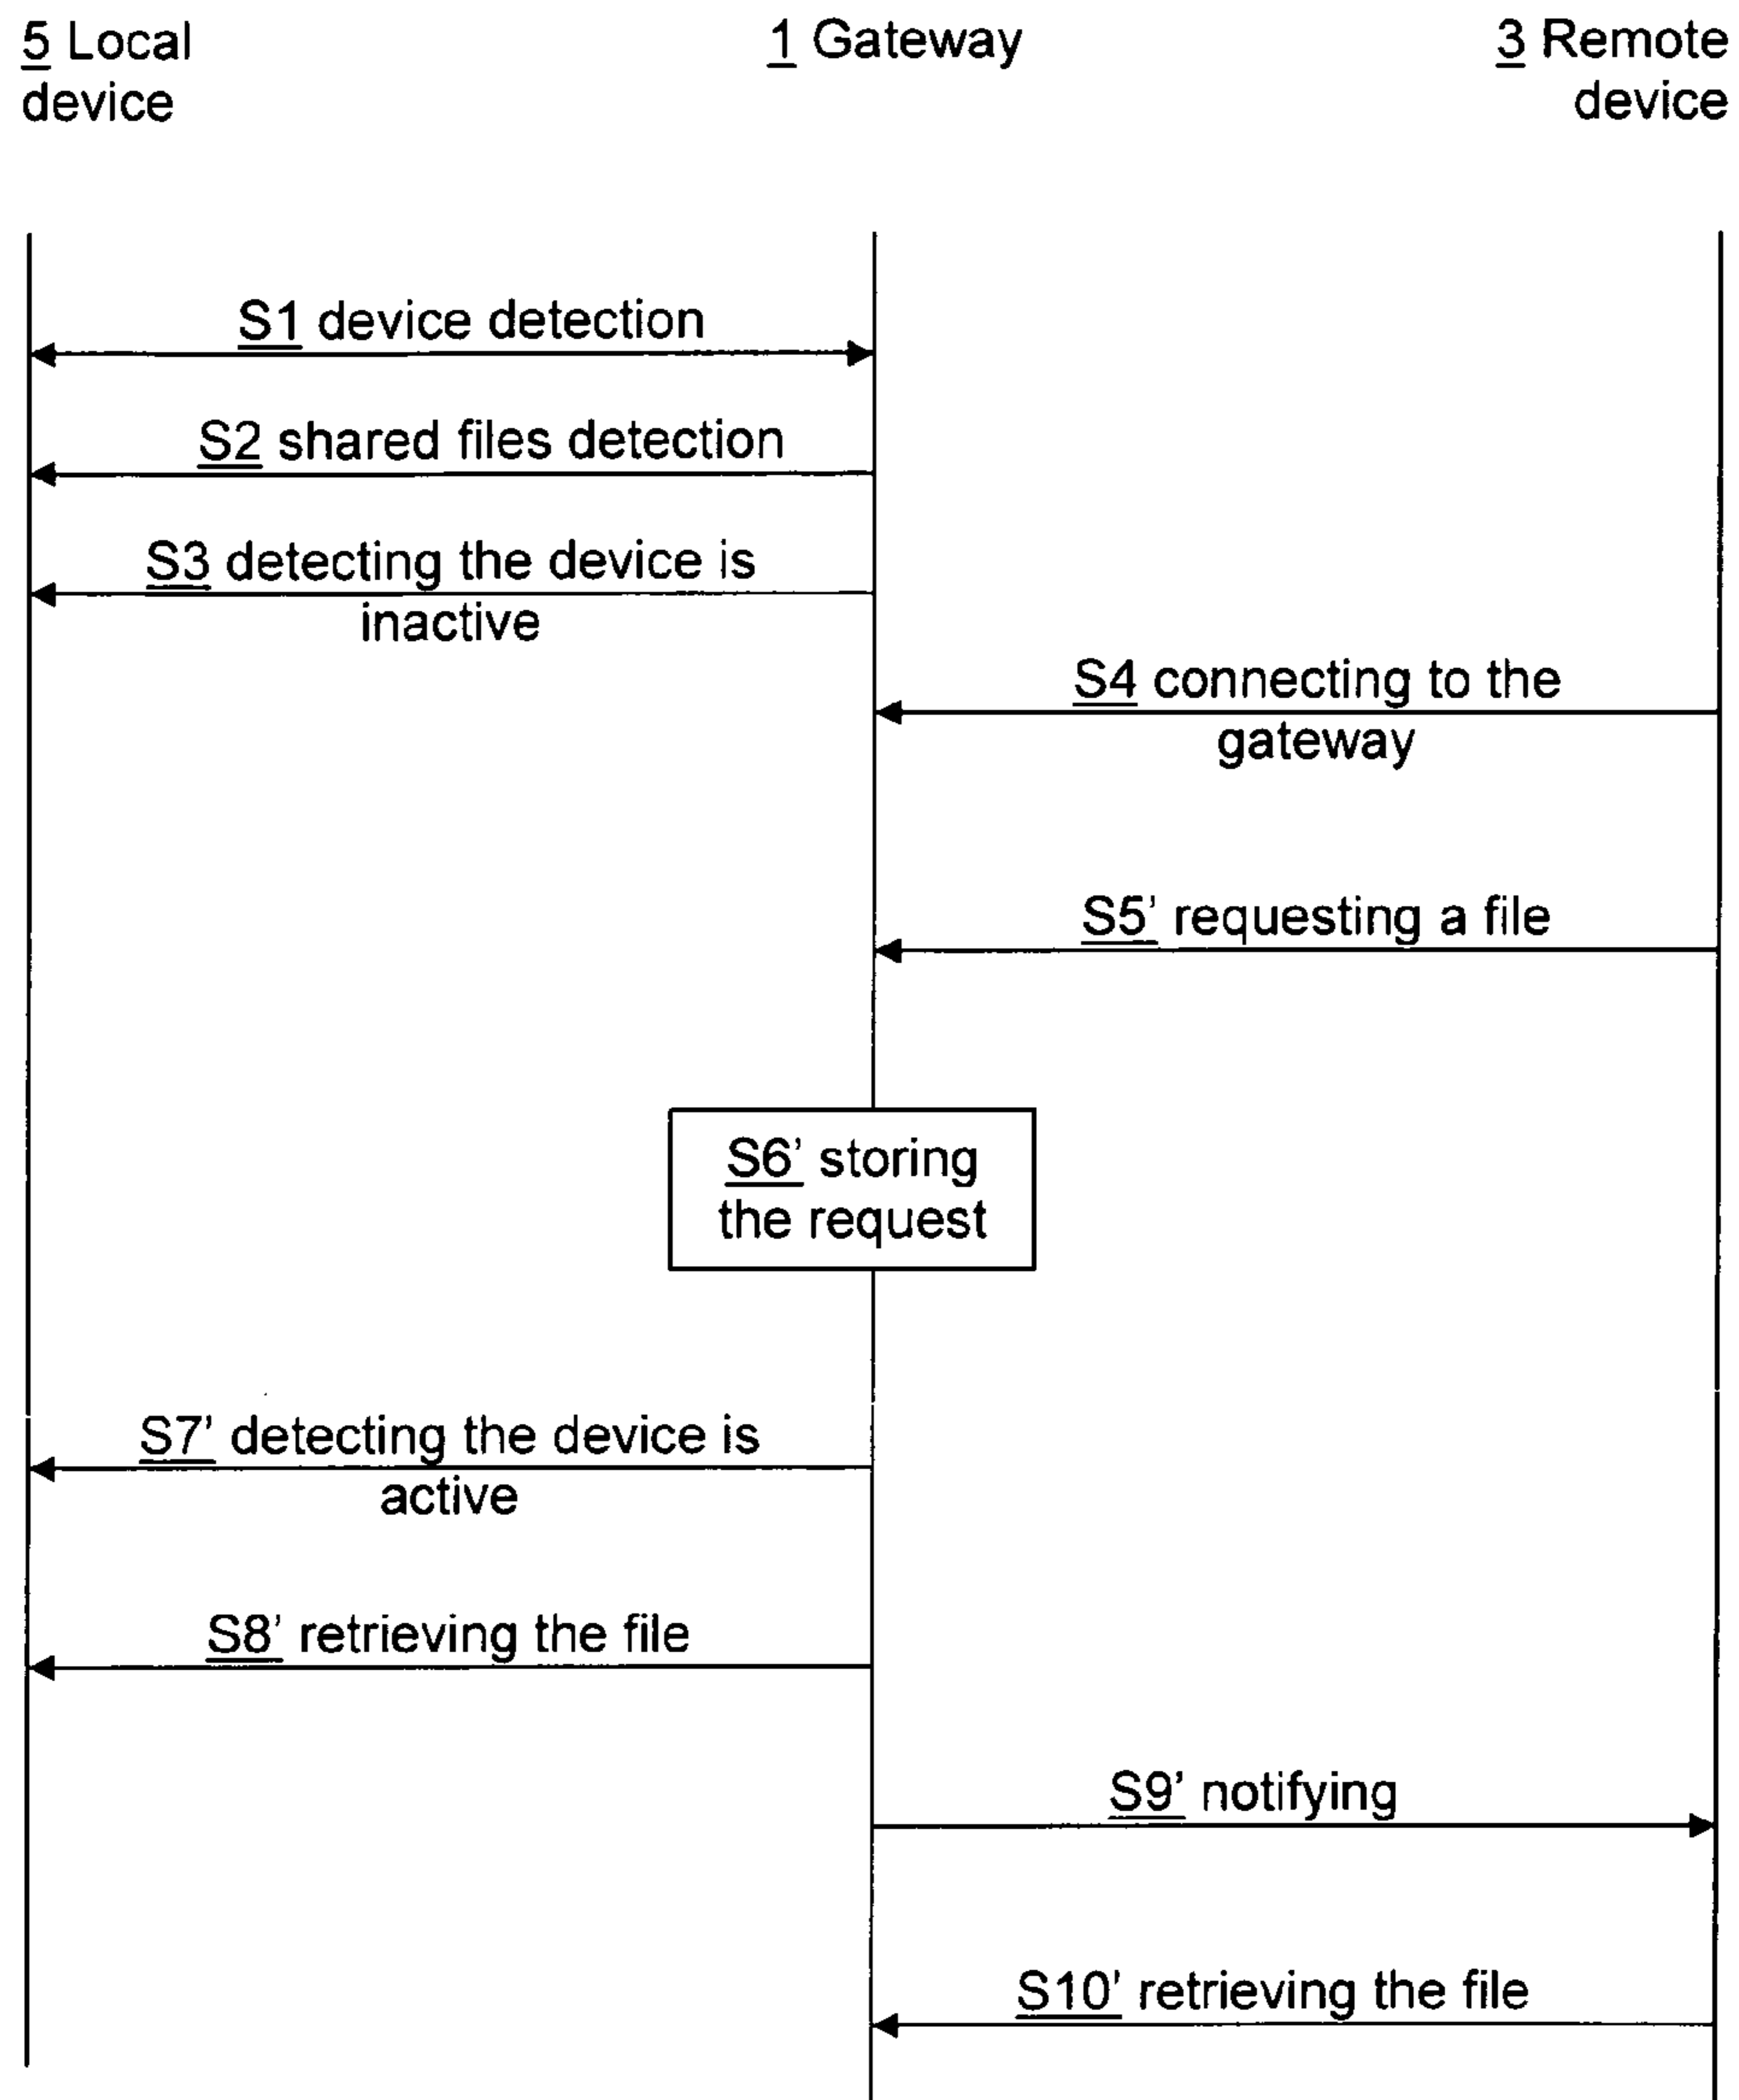 5 Local
device
1 Gateway
3 Remote
device
S1 device detection
S2 shared files detection
S3 detecting the device is
inactive
S4 connecting to the
gateway
S5' requesting a file
S6' storing
the request
S7' detecting the device is
active
S8' retrieving the file
S9' notifying
S10' retrieving the file